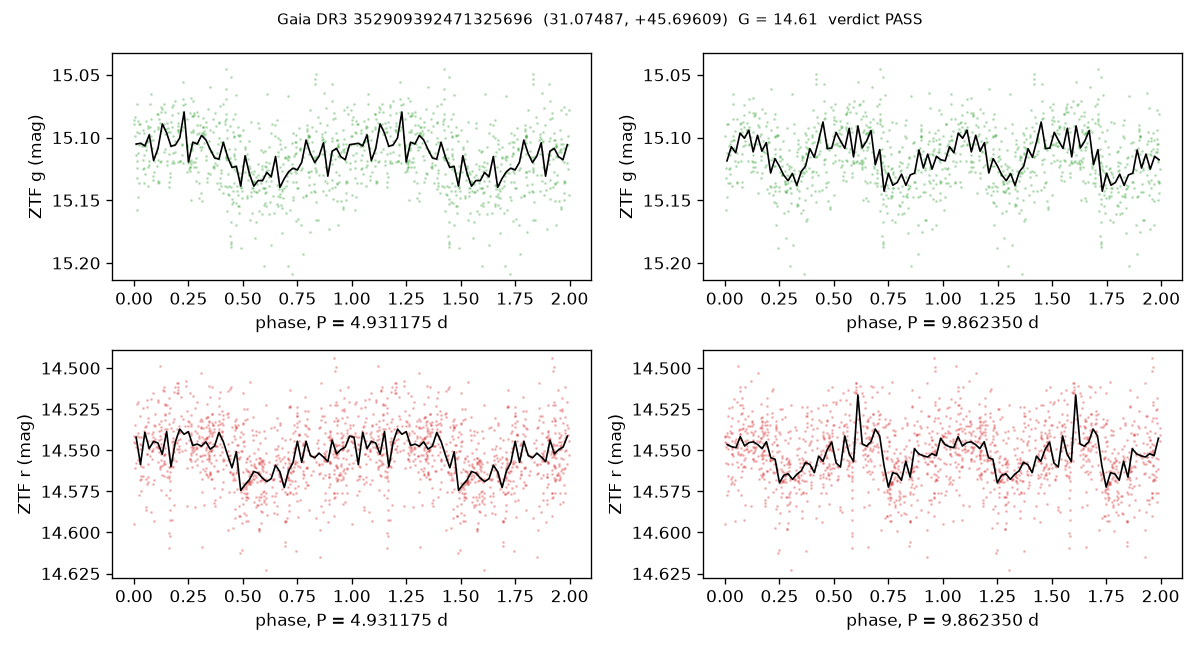 Gaia DR3 352909392471325696 (31.07487, +45.69609) G = 14.61 verdict PASS
ZTF g (mag)
15.05
15.10
15.15
15.20
0.00 0.25 0.50 0.75 1.00 1.25 1.50 1.75 2.00
phase, P = 4.931175 d
ZTF g (mag)
15.05
15.10
15.15
15.20
0.00 0.25 0.50 0.75 1.00 1.25 1.50 1.75 2.00
phase, P = 9.862350 d
ZTF r (mag)
14.500
14.525
14.550
14.575
14.600
14.625
0.00 0.25 0.50 0.75 1.00 1.25 1.50 1.75 2.00
phase, P = 4.931175 d
ZTF r (mag)
14.500
14.525
14.550
14.575
14.600
14.625
0.00 0.25 0.50 0.75 1.00 1.25 1.50 1.75 2.00
phase, P = 9.862350 d